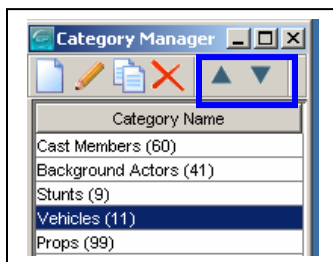 Category Manager
Category Name
Cast Members (60)
Background Actors (41)
Stunts (9)
Vehicles (11)
Props (99)